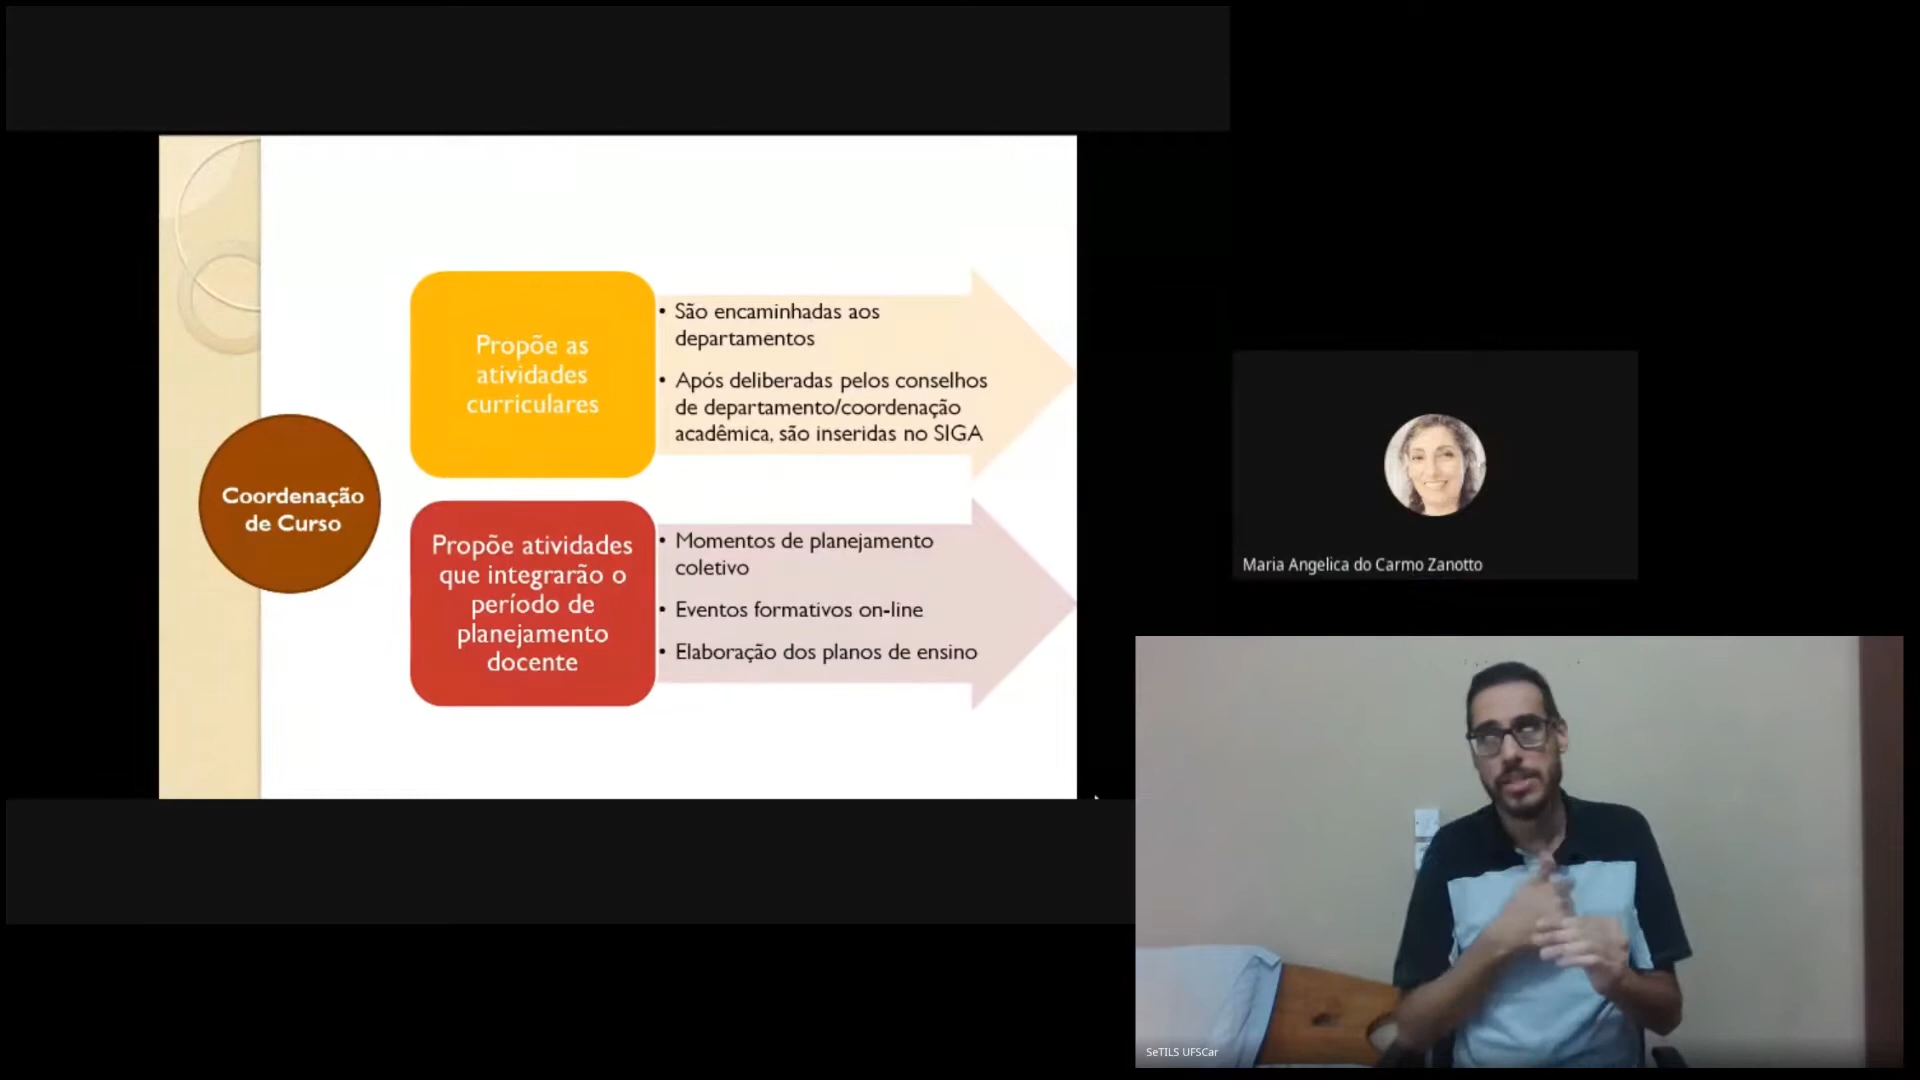 Coordenação
de Curso
Propõe as
atividades
curriculares
• São encaminhadas aos
departamentos
• Após deliberadas pelos conselhos
de departamento/coordenação
acadêmica, são inseridas no SIGA
Propõe atividades
que integrarão o
período de
planejamento
docente
• Momentos de planejamento
coletivo
• Eventos formativos on-line
• Elaboração dos planos de ensino
Maria Angelica do Carmo Zanotto
SeTILS UFSCar